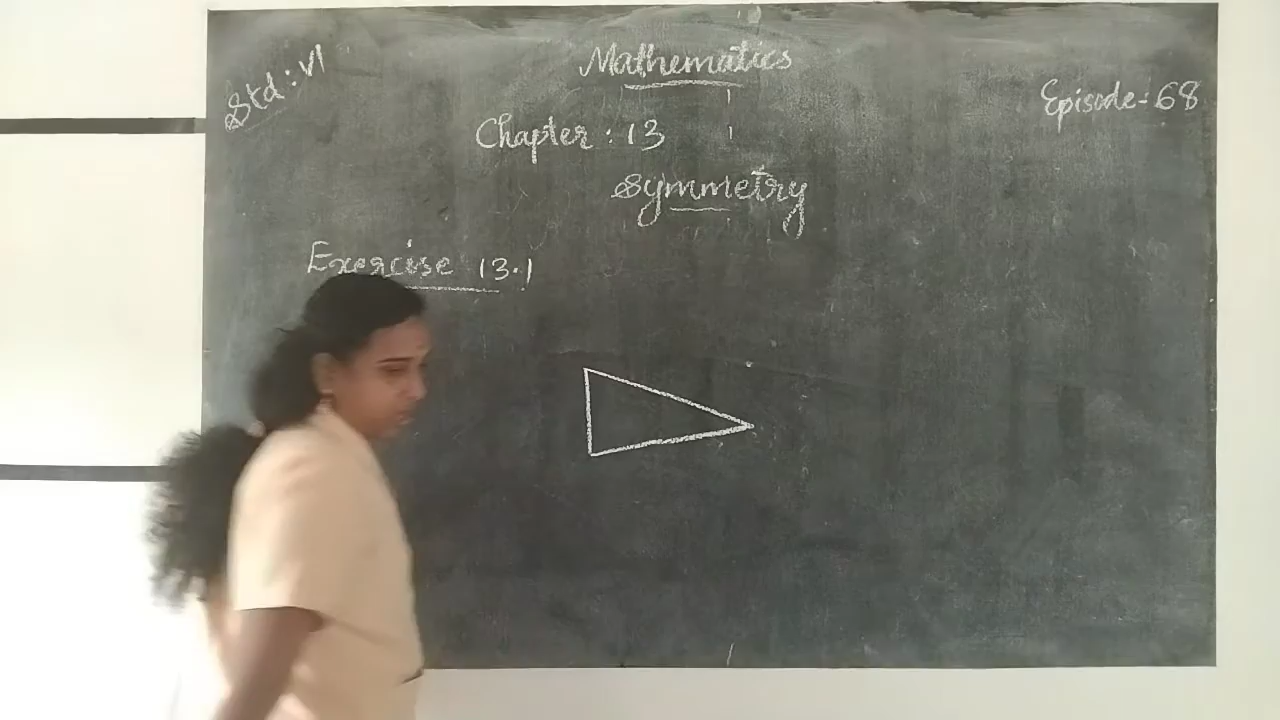 Std: VI
Mathematics
Episode-68
Chapter: 13
Symmetry
Exercise 13.1